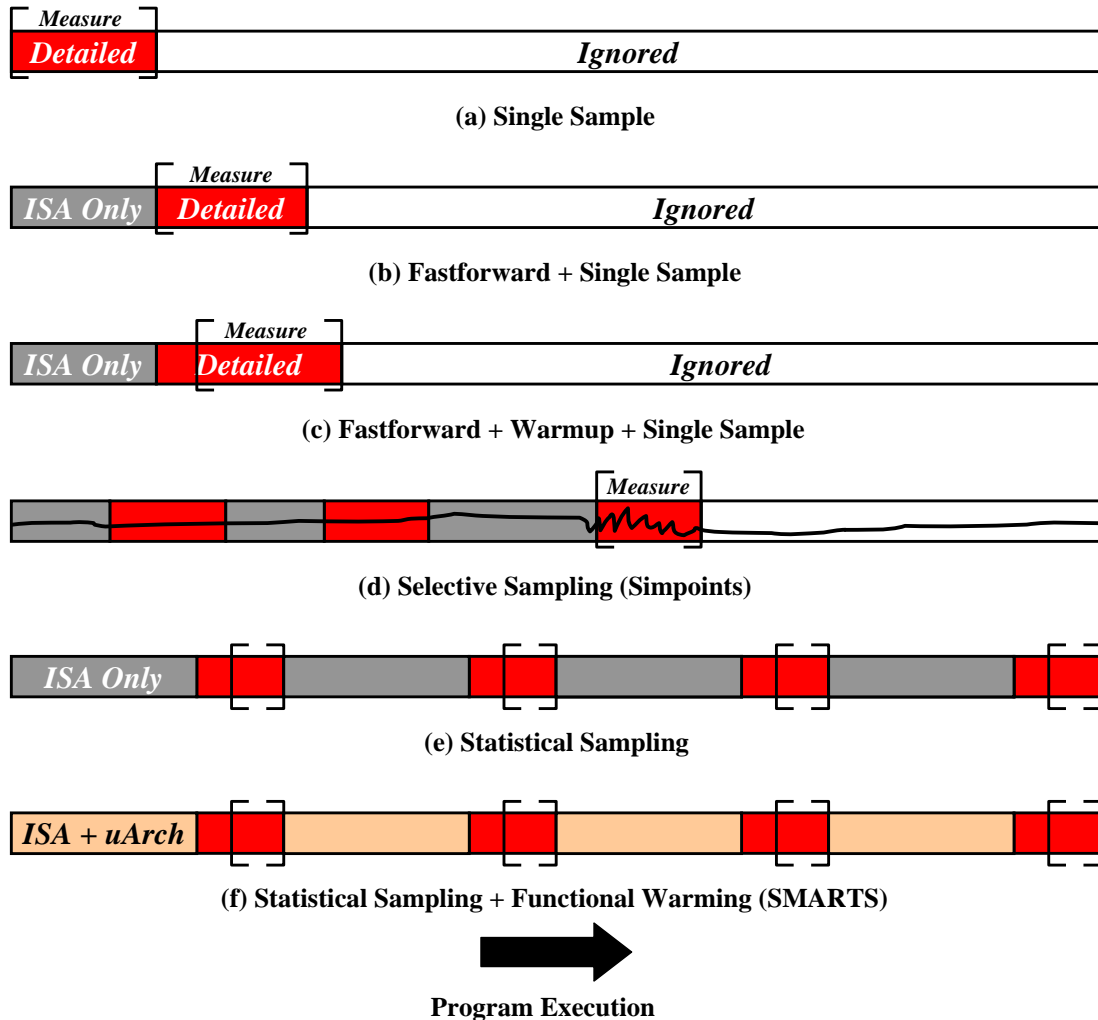 Measure
Detailed Ignored
(a) Single Sample
Measure
ISA Only Detailed Ignored
(b) Fastforward + Single Sample
Measure
ISA Only Detailed Ignored
(c) Fastforward + Warmup + Single Sample
Measure
(d) Selective Sampling (Simpoints)
ISA Only
(e) Statistical Sampling
ISA + uArch
(f) Statistical Sampling + Functional Warming (SMARTS)
Program Execution